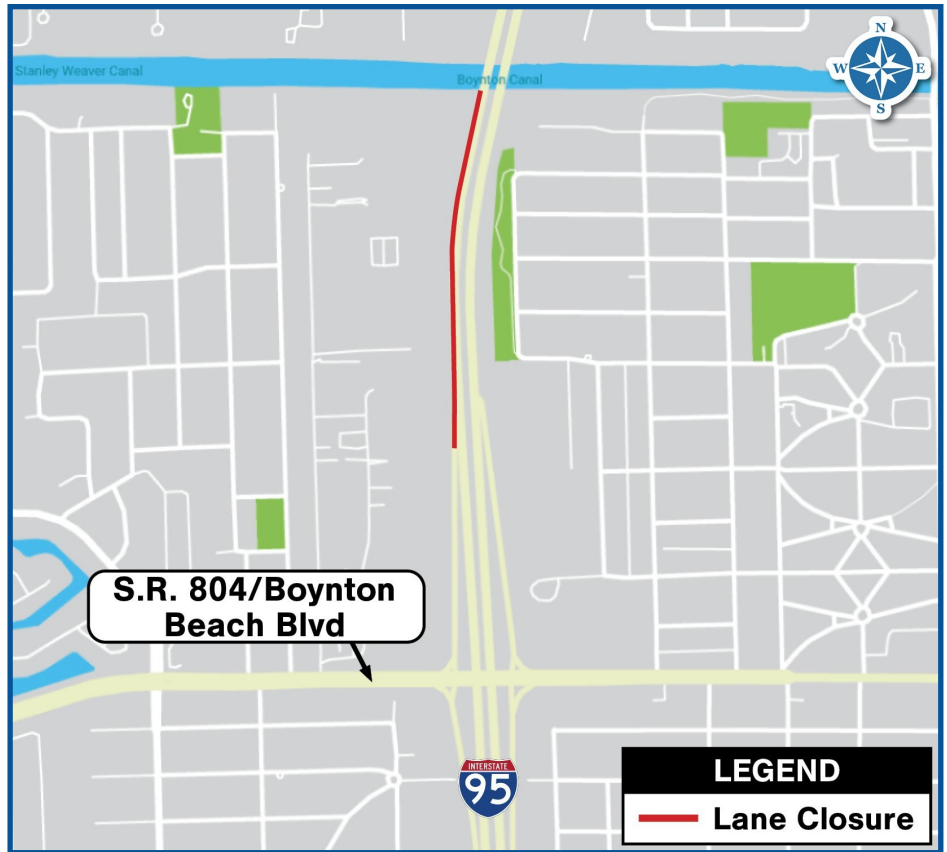 N
Stanley Weaver Canal
Boynton Canal
W
E
S
S.R. 804/Boynton
Beach Blvd
INTERSTATE
95
LEGEND
Lane Closure